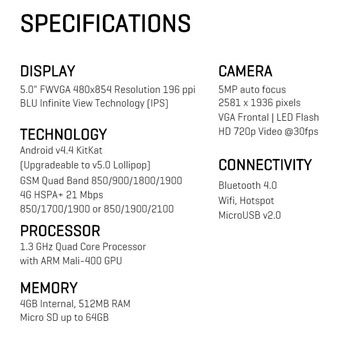 SPECIFICATIONS
DISPLAY
5.0" FWVGA 480x854 Resolution 196 ppi
BLU Infinite View Technology (IPS)
TECHNOLOGY
Android v4.4 KitKat
(Upgradeable to v5.0 Lollipop)
GSM Quad Band 850/900/1800/1900
4G HSPA+ 21 Mbps
850/1700/1900 or 850/1900/2100
PROCESSOR
1.3 GHz Quad Core Processor
with ARM Mali-400 GPU
MEMORY
4GB Internal, 512MB RAM
Micro SD up to 64GB
CAMERA
5MP auto focus
2581 x 1936 pixels
VGA Frontal | LED Flash
HD 720p Video @30fps
CONNECTIVITY
Bluetooth 4.0
Wifi, Hotspot
MicroUSB v2.0